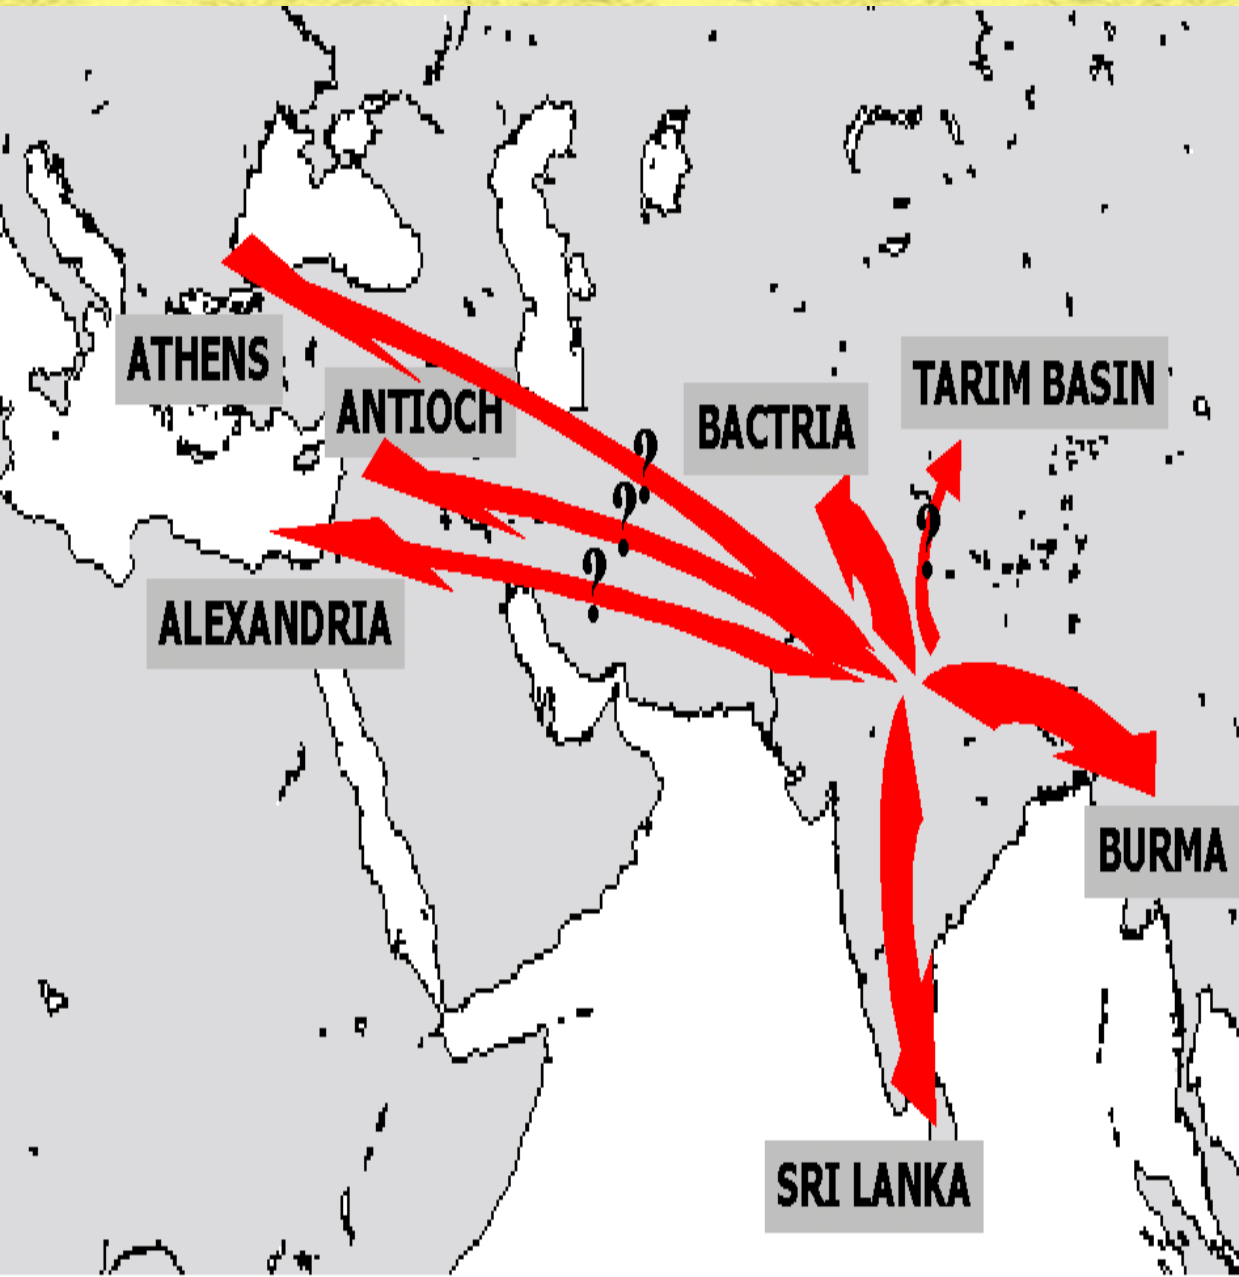 ATHENS
TARIM BASIN
ANTIOCH
BACTRIA
?
?
?
?
ALEXANDRIA
BURMA
SRI LANKA